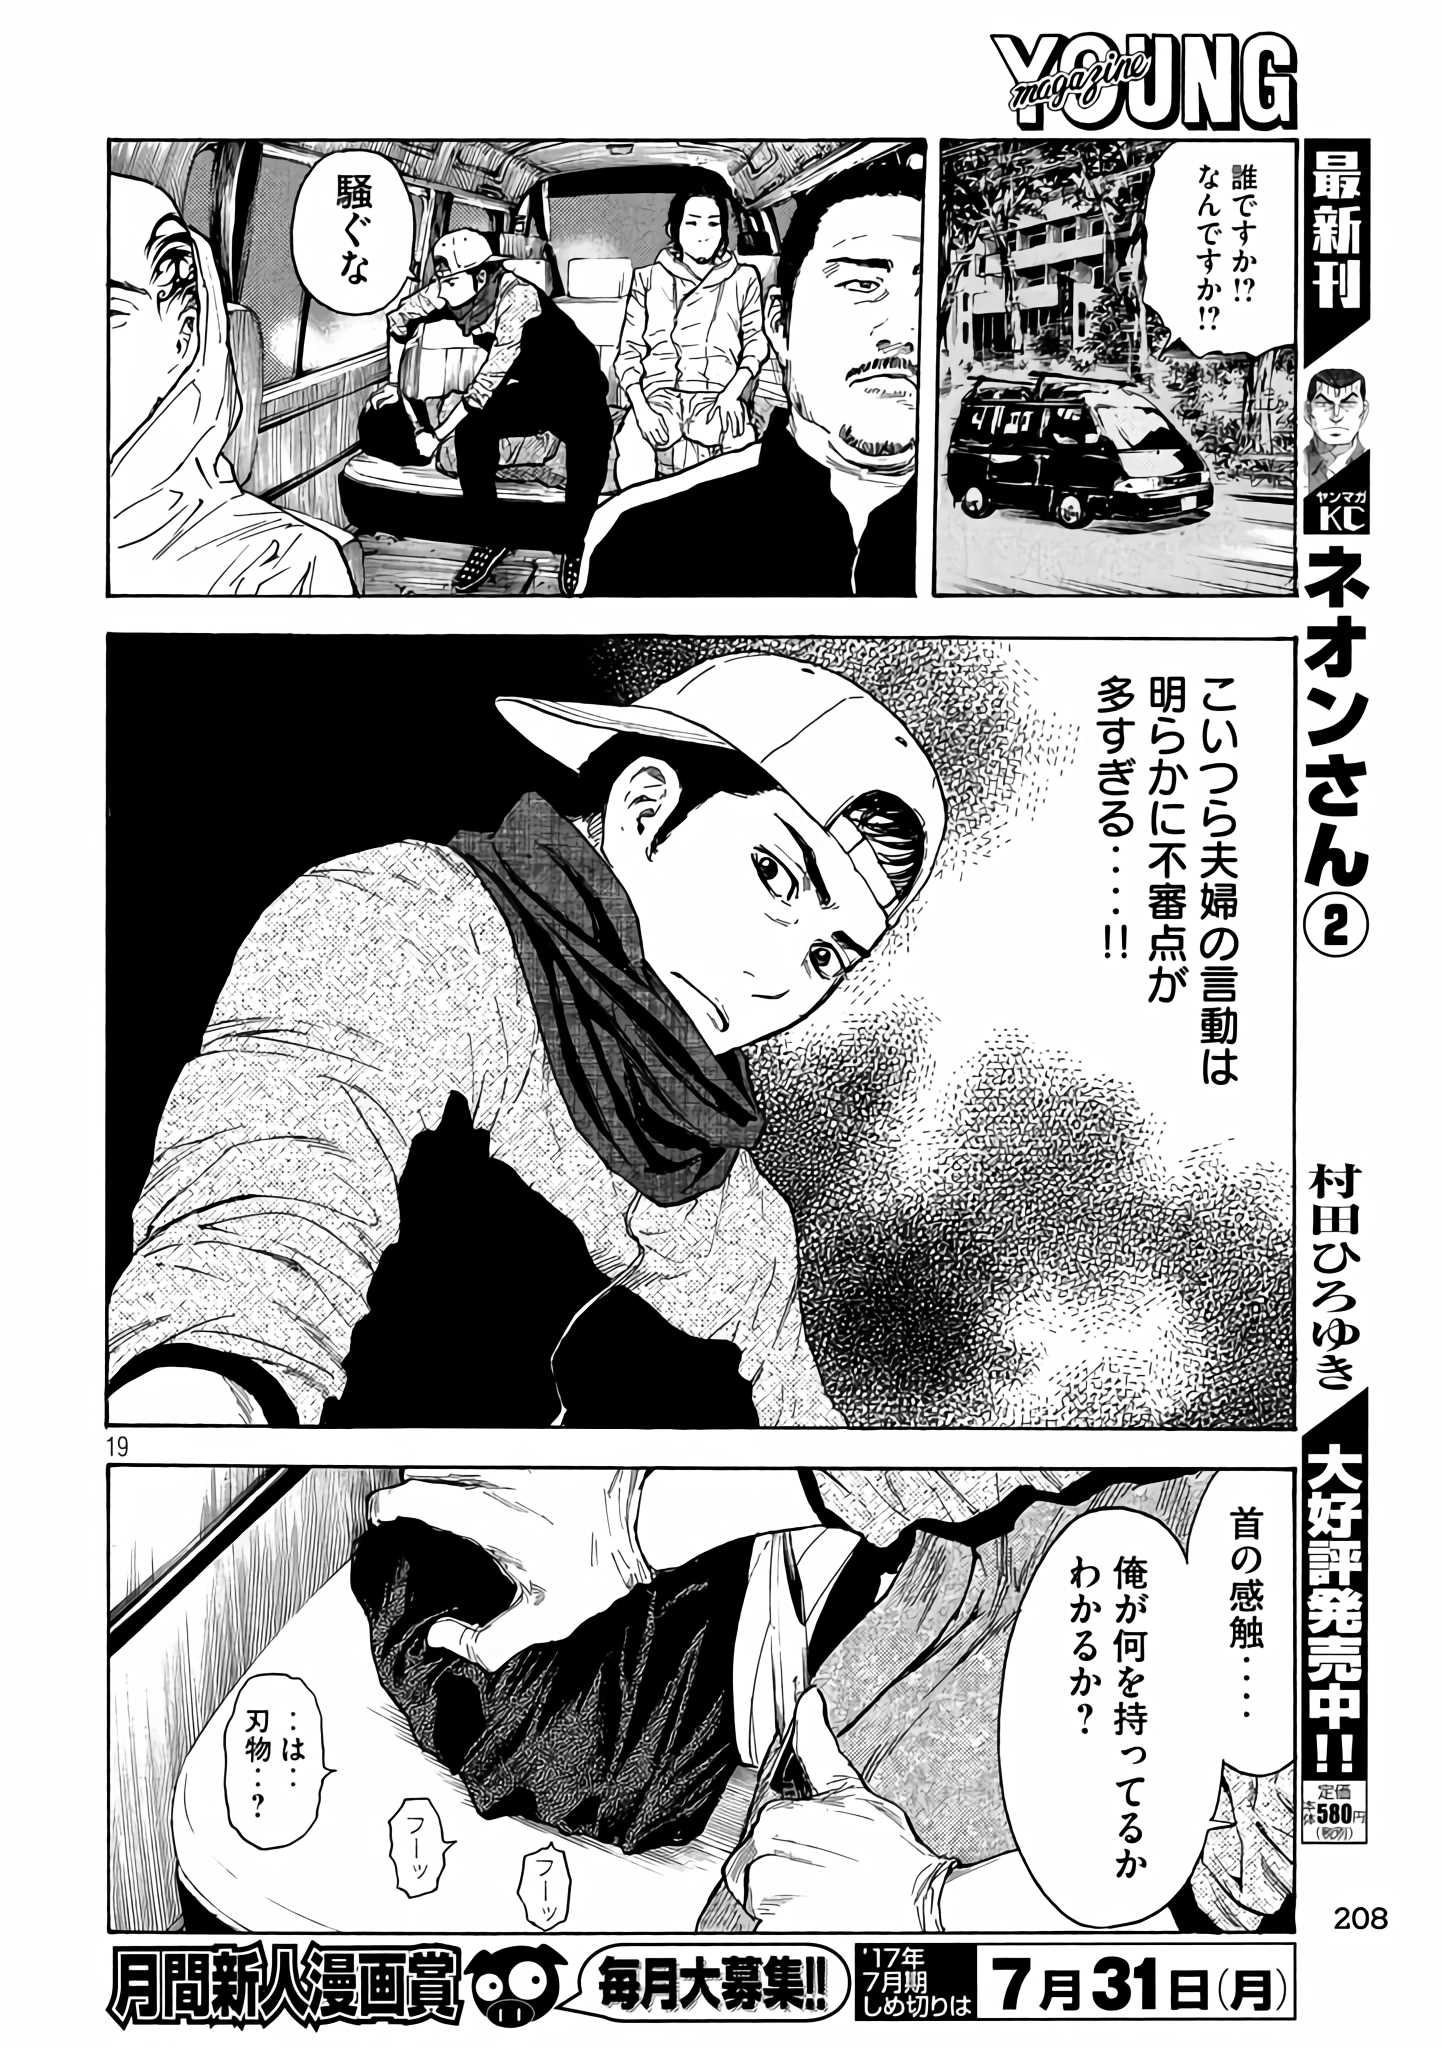 YOUNG
magazine
誰ですか!?
なんですか!?
騒ぐな
こいつら夫婦の言動は
明らかに不審点が
多すぎる‥‥!!
19
首の感触‥‥
俺が何を持ってるか
わかるか？
‥は‥
刃物‥？
フーッ
フーッ
最新刊
ヤンマガ
KC
ネオンさん②
村田ひろゆき
大好評発売中!!
定価
本体580円
(税別)
208
月間新人漫画賞
毎月大募集!!
'17年
7月期
しめ切りは
7月31日(月)